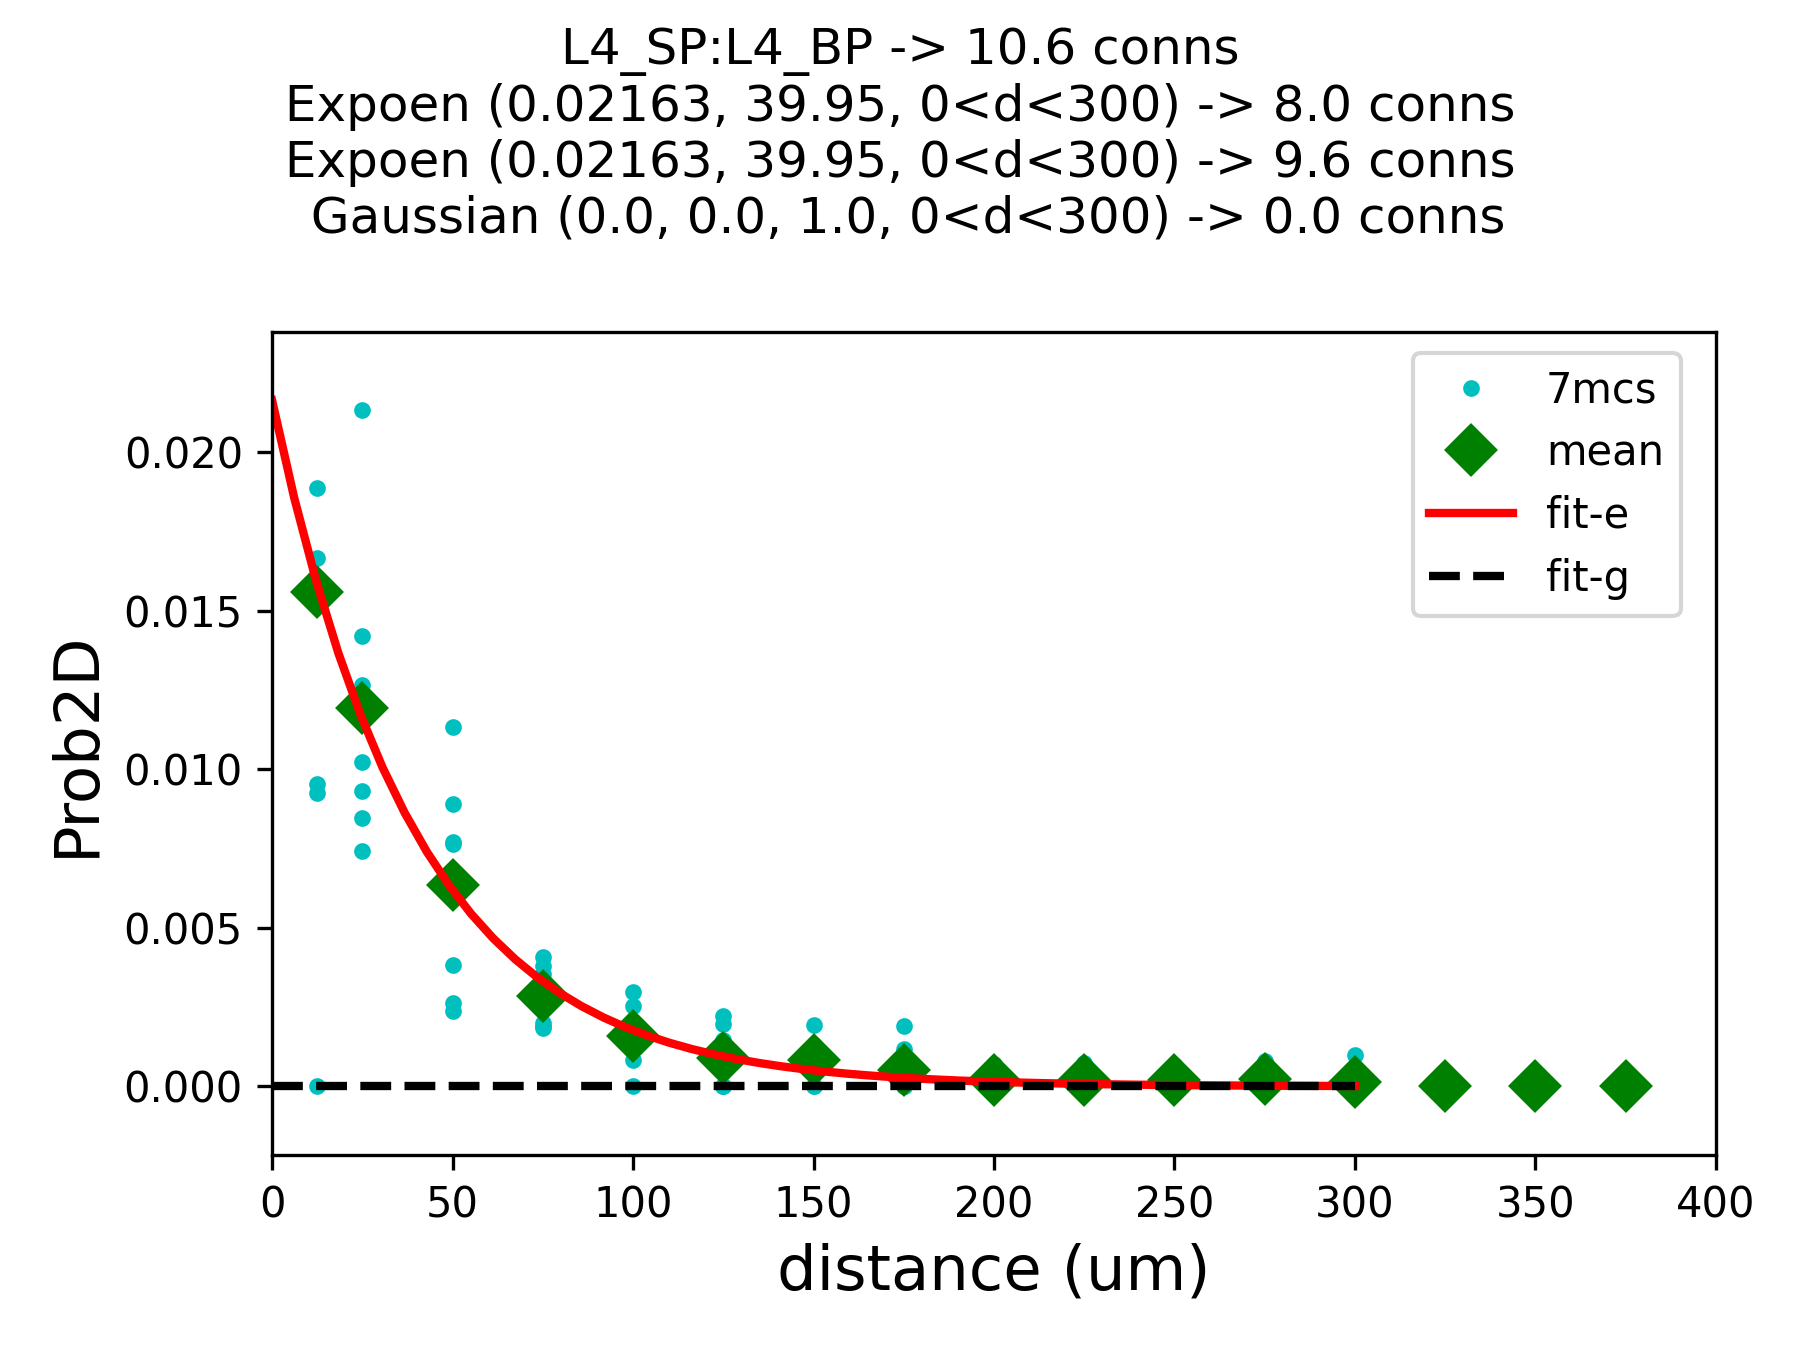 L4_SP:L4_BP -> 10.6 conns
Expoen (0.02163, 39.95, 0<d<300) -> 8.0 conns
Expoen (0.02163, 39.95, 0<d<300) -> 9.6 conns
Gaussian (0.0, 0.0, 1.0, 0<d<300) -> 0.0 conns
7mcs
mean
fit-e
fit-g
Prob2D
0.020
0.015
0.010
0.005
0.000
0 50 100 150 200 250 300 350 400
distance (um)